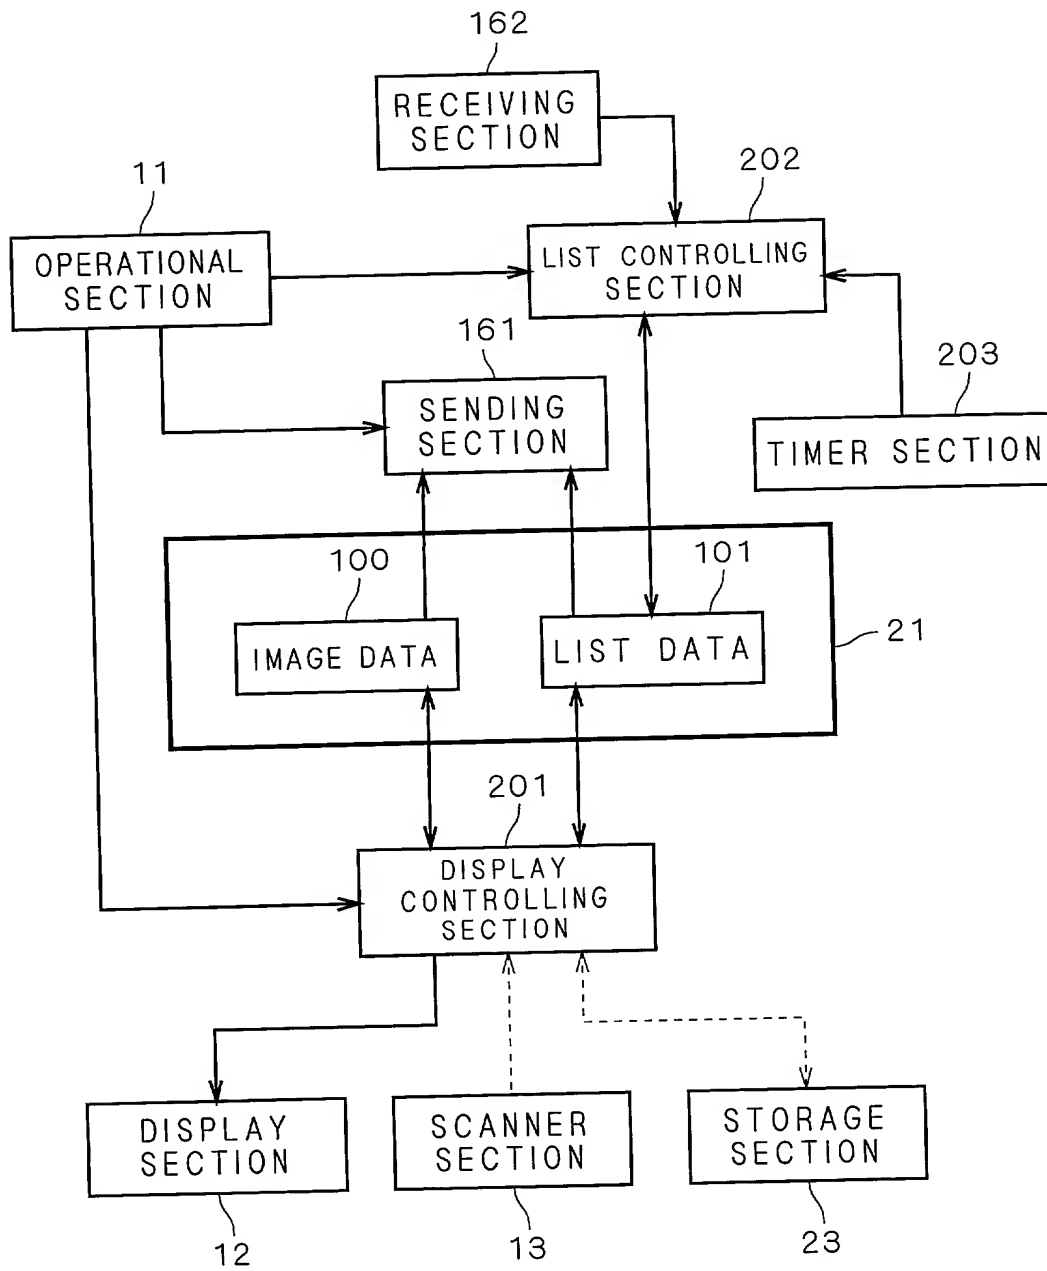 162
RECEIVING
SECTION
11
202
OPERATIONAL
SECTION
LIST CONTROLLING
SECTION
161
203
SENDING
SECTION
TIMER SECTION
100
101
21
IMAGE DATA
LIST DATA
201
DISPLAY
CONTROLLING
SECTION
DISPLAY
SECTION
SCANNER
SECTION
STORAGE
SECTION
12
13
23